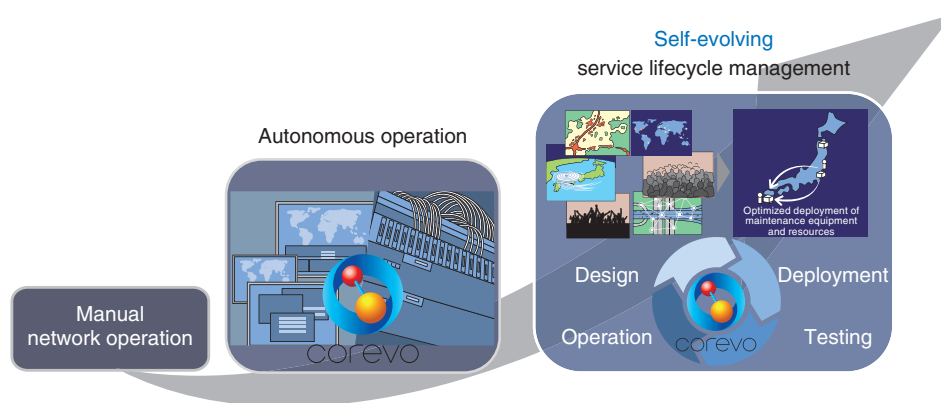 Self-evolving
service lifecycle management
Autonomous operation
Optimized deployment of
maintenance equipment
and resources
Design
Deployment
Manual
network operation
Operation
Testing
corevo
corevo